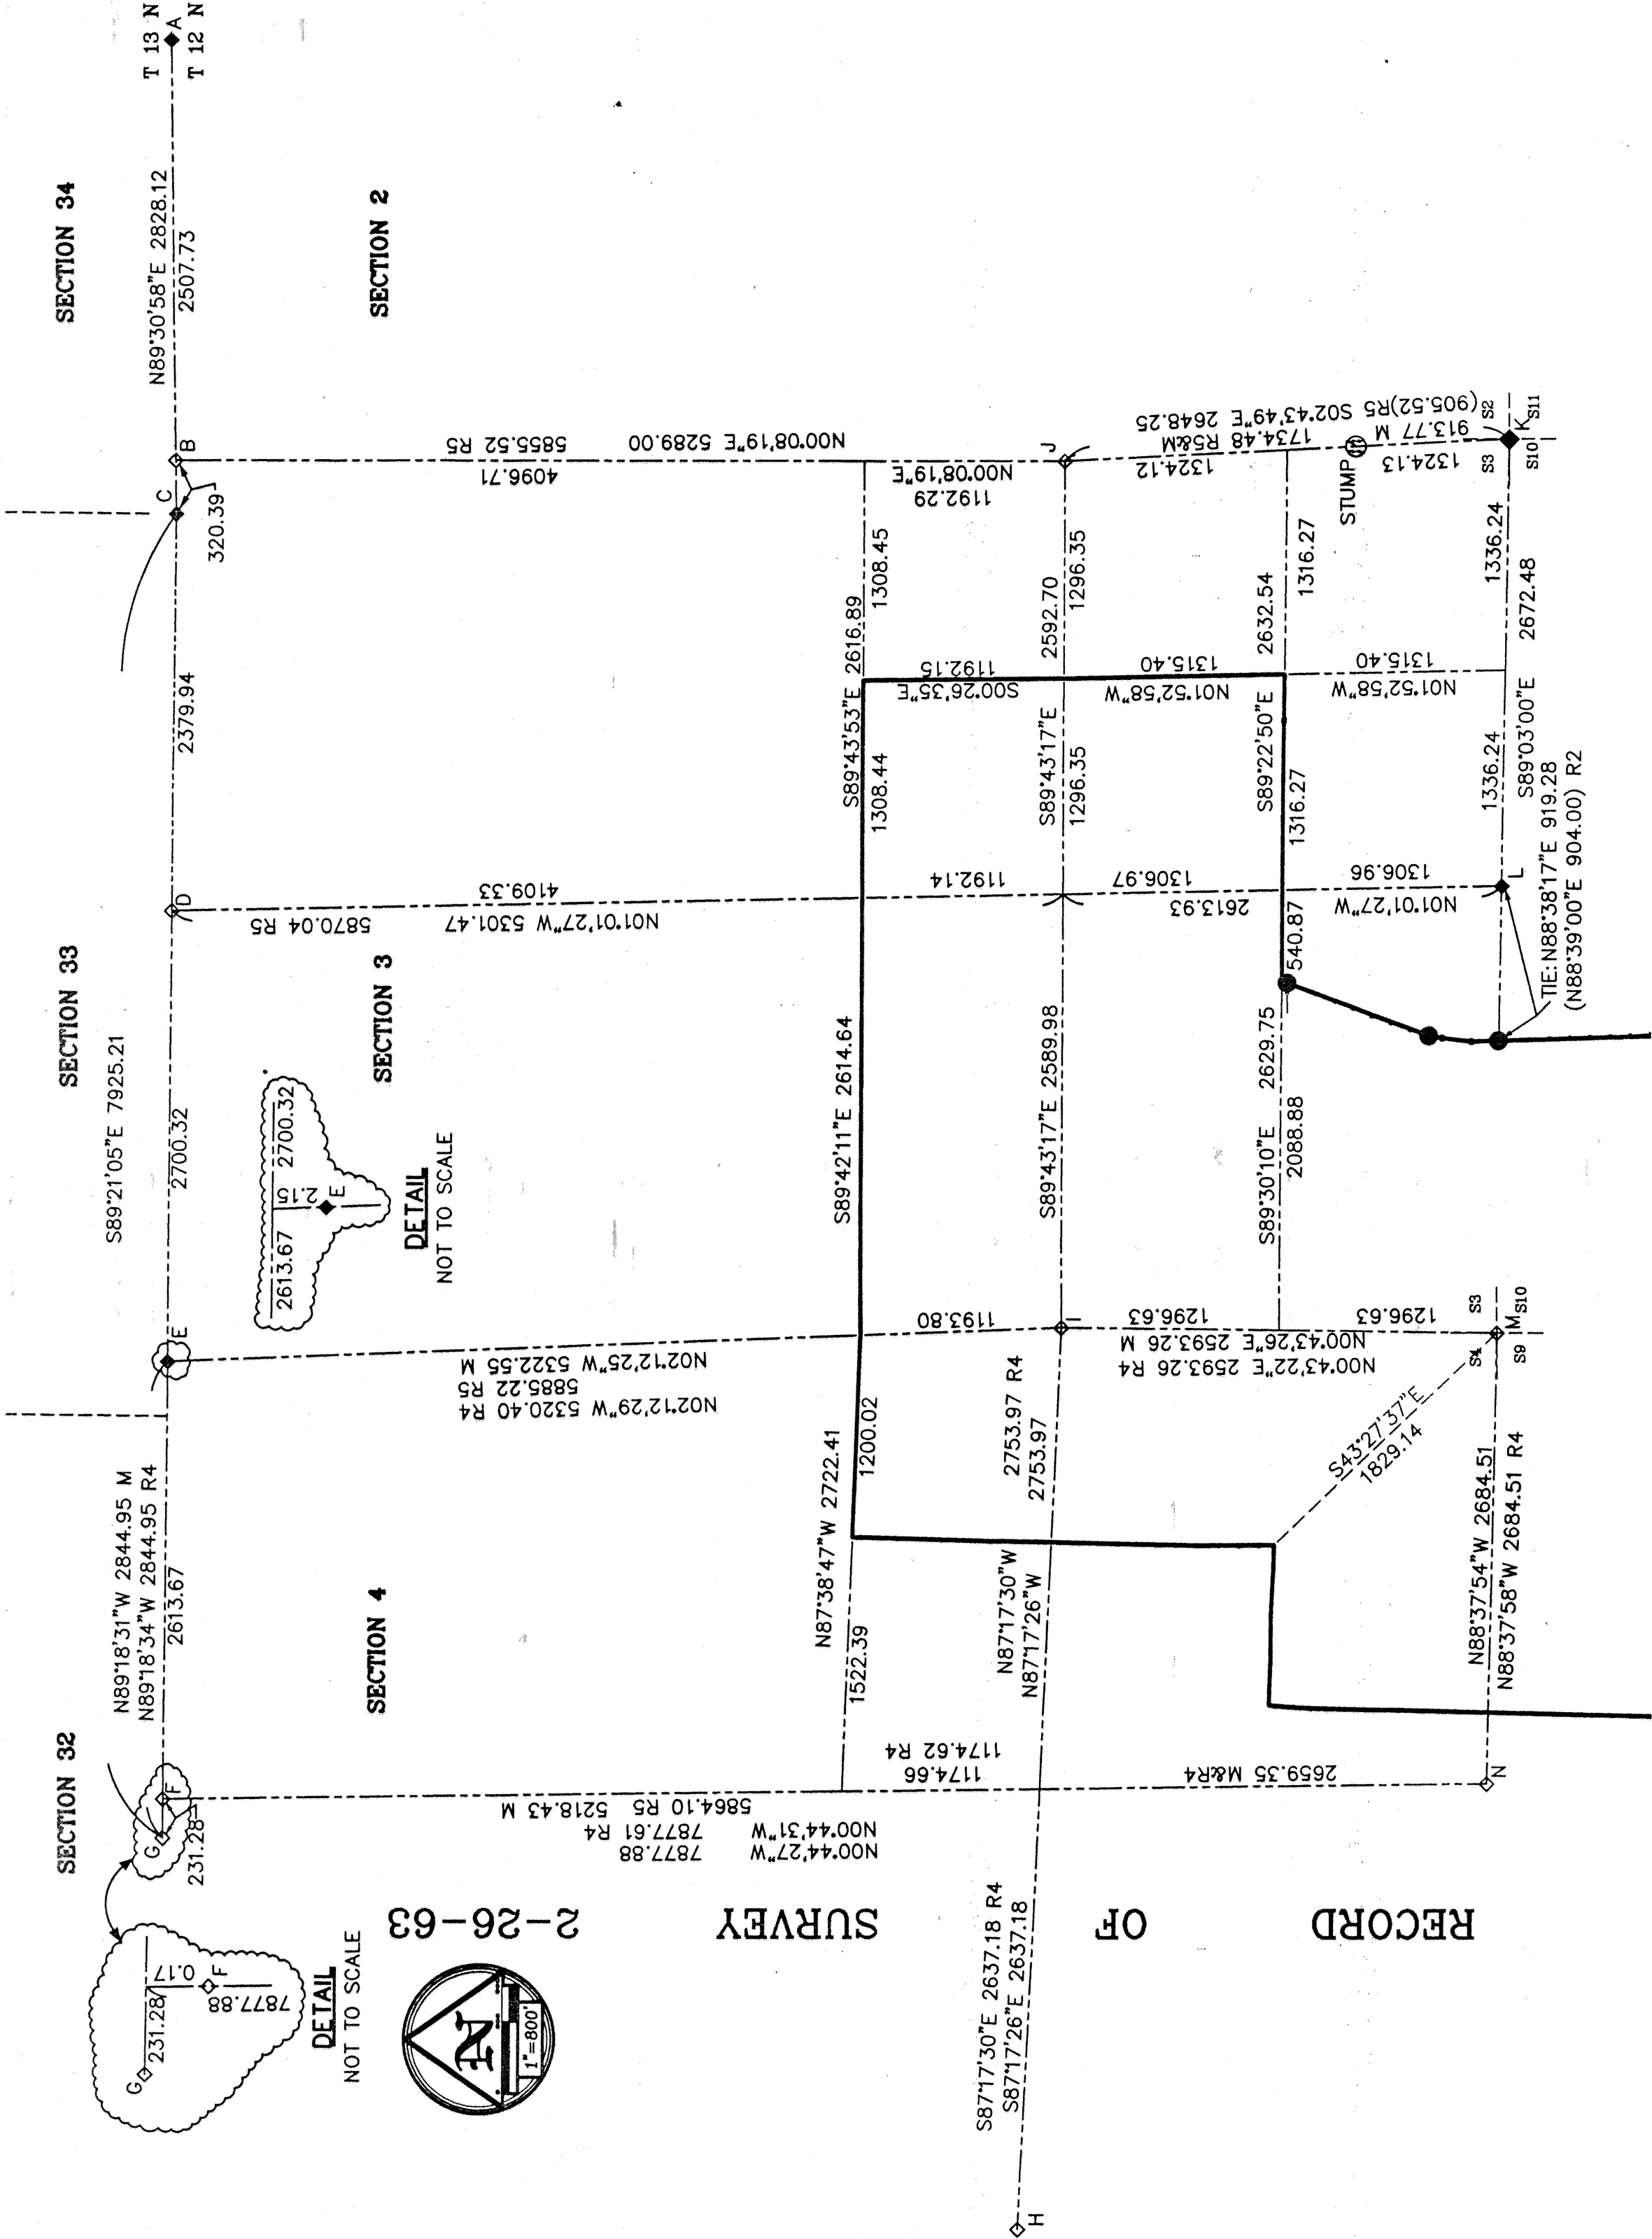 SECTION 32
SECTION 33
SECTION 34
T 13 N
T 12 N
A
N89°30'58"E 2828.12
2507.73
B
C
320.39
2379.94
D
S89°21'05"E 7925.21
2700.32
E
N89°18'31"W 2844.95 M
N89°18'34"W 2844.95 R4
2613.67
F
G
231.28
G
231.28
0.17
F
7877.88
DETAIL
NOT TO SCALE
N
1"=800'
2613.67
2700.32
2.15
E
DETAIL
NOT TO SCALE
SECTION 4
SECTION 3
SECTION 2
5864.10 R5 5218.43 M
N00°44'31"W 7877.61 R4
N00°44'27"W 7877.88
N02°12'25"W 5322.55 M
5885.22 R5
N02°12'29"W 5320.40 R4
4109.33
N01°01'27"W 5301.47
5870.04 R5
N00°08'19"E 5289.00
5855.52 R5
4096.71
N87°38'47"W 2722.41
1522.39
1200.02
S89°42'11"E 2614.64
S89°43'53"E 2616.89
1308.44
1308.45
1174.62 R4
1174.66
1193.80
1192.14
S00°26'35"E
1192.15
N00°08'19"E
1192.29
J
H
S87°17'30"E 2637.18 R4
S87°17'26"E 2637.18
N87°17'30"W 2753.97 R4
N87°17'26"W 2753.97
I
S89°43'17"E 2589.98
S89°43'17"E 2592.70
1296.35
1296.35
2659.35 M&R4
1296.63
N00°43'26"E 2593.26 M
N00°43'22"E 2593.26 R4
1296.63
1306.97
2613.93
N01°01'27"W
1306.96
N01°52'58"W
1315.40
N01°52'58"W
1315.40
1324.12
1734.48 R5&M
S02°43'49"E 2648.25
(905.52)R5
913.77 M
1324.13
STUMP
S89°30'10"E 2629.75
2088.88
540.87
S89°22'50"E 2632.54
1316.27
1316.27
S43°27'37"E
1829.14
N
N88°37'54"W 2684.51
N88°37'58"W 2684.51 R4
S4
S3
S9
S10
M
L
1336.24
1336.24
S89°03'00"E 2672.48
S3
S2
S10
S11
K
TIE:N88°38'17"E 919.28
(N88°39'00"E 904.00) R2
RECORD OF SURVEY 2-26-63